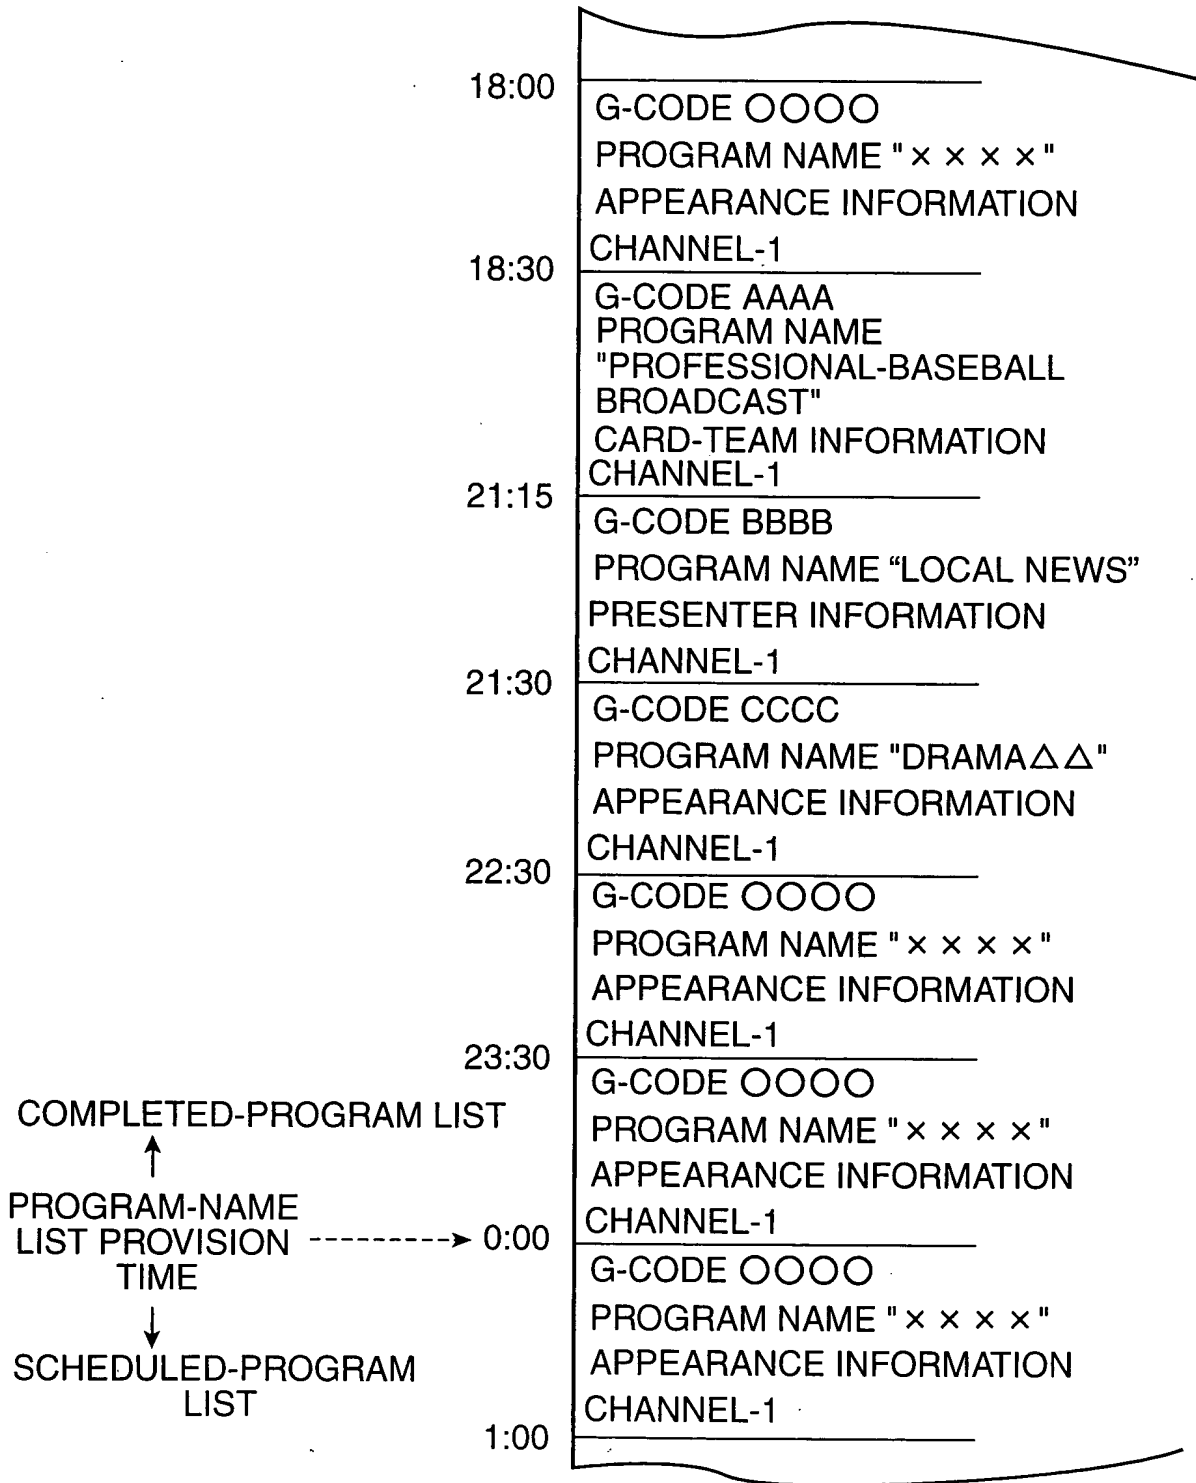 18:00
G-CODE ○○○○
PROGRAM NAME "××××"
APPEARANCE INFORMATION
CHANNEL-1
18:30
G-CODE AAAA
PROGRAM NAME
"PROFESSIONAL-BASEBALL
BROADCAST"
CARD-TEAM INFORMATION
CHANNEL-1
21:15
G-CODE BBBB
PROGRAM NAME “LOCAL NEWS”
PRESENTER INFORMATION
CHANNEL-1
21:30
G-CODE CCCC
PROGRAM NAME "DRAMA△△"
APPEARANCE INFORMATION
CHANNEL-1
22:30
G-CODE ○○○○
PROGRAM NAME "××××"
APPEARANCE INFORMATION
CHANNEL-1
23:30
G-CODE ○○○○
PROGRAM NAME "××××"
APPEARANCE INFORMATION
CHANNEL-1
COMPLETED-PROGRAM LIST
PROGRAM-NAME
LIST PROVISION
TIME
SCHEDULED-PROGRAM
LIST
0:00
G-CODE ○○○○
PROGRAM NAME "××××"
APPEARANCE INFORMATION
CHANNEL-1
1:00